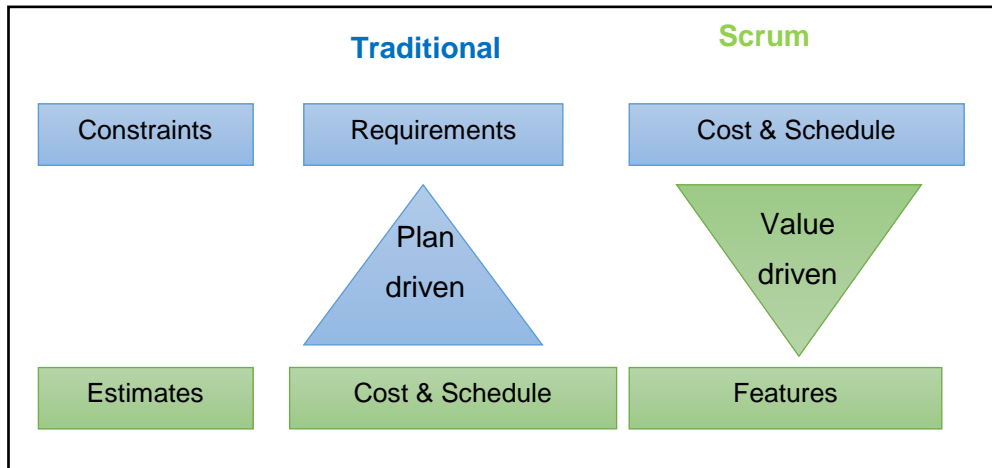 Traditional
Scrum
Constraints
Requirements
Cost & Schedule
Plan
driven
Value
driven
Estimates
Cost & Schedule
Features